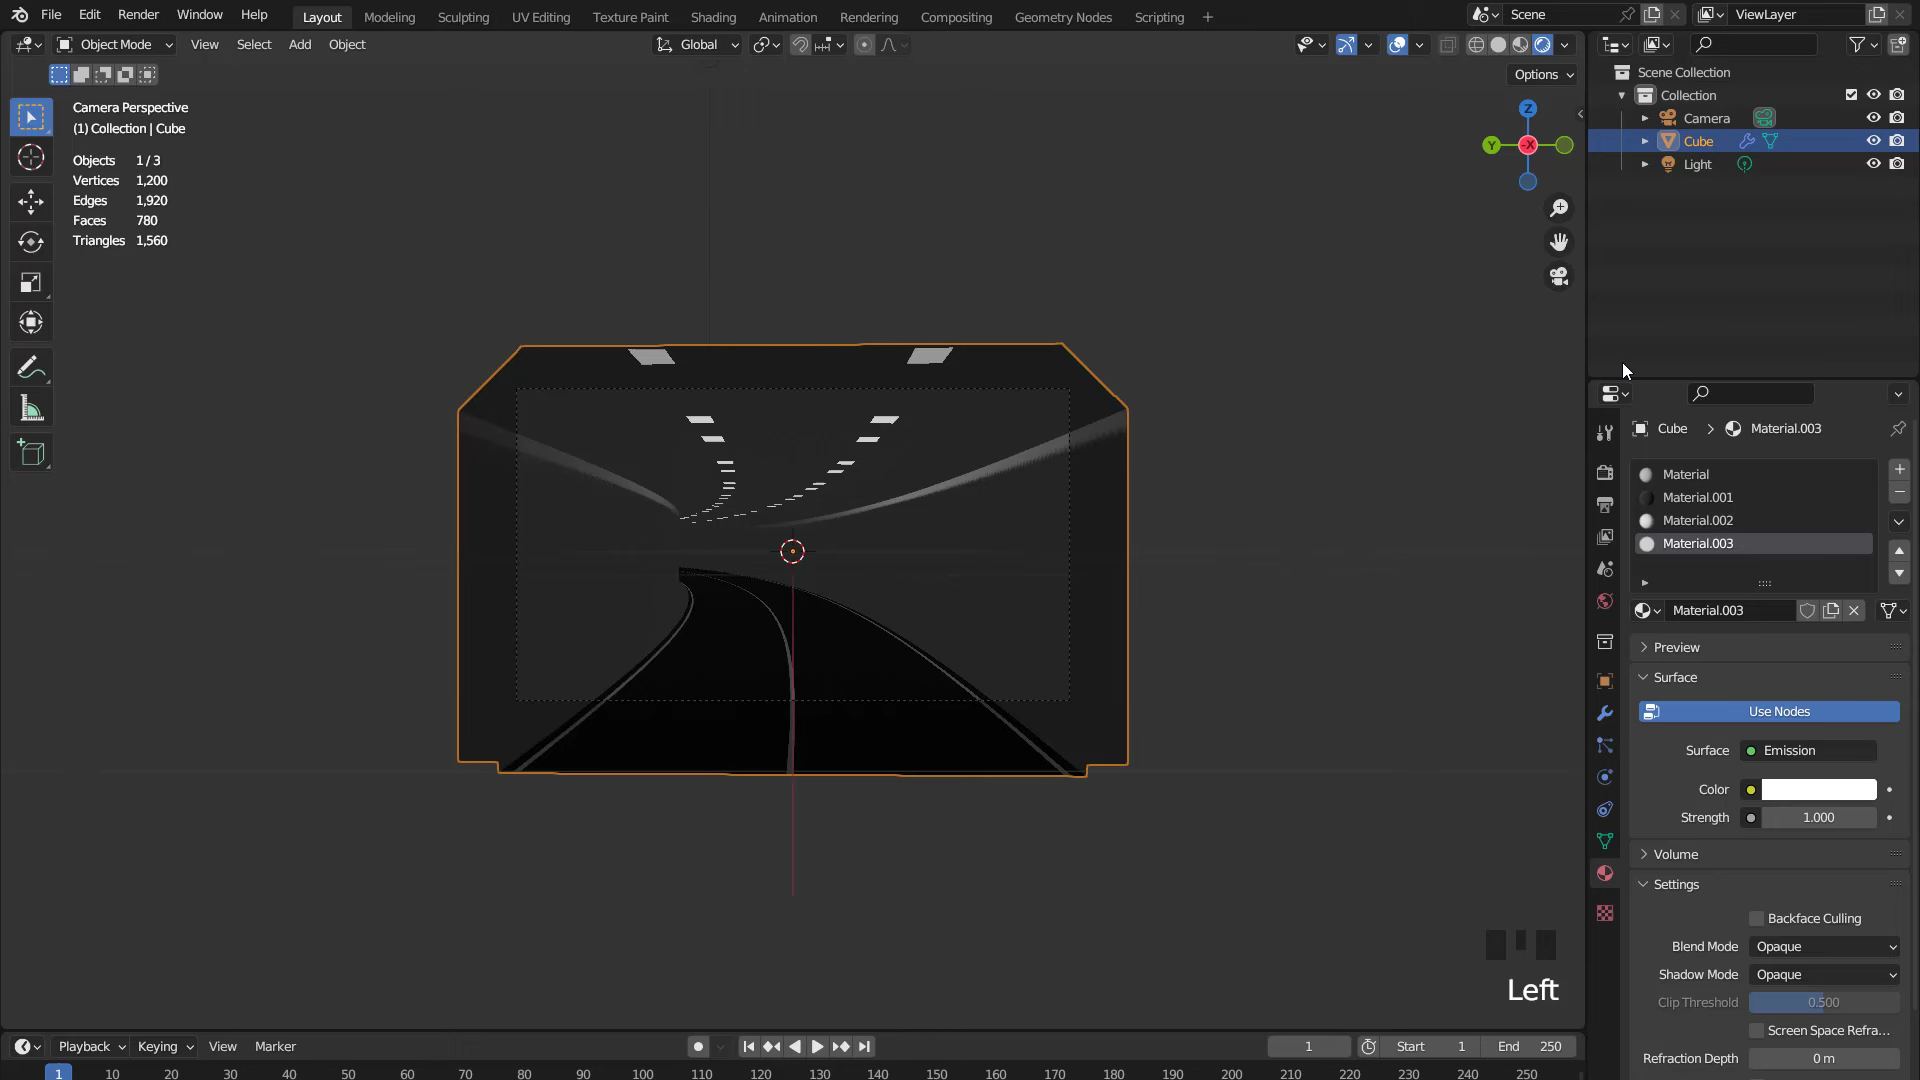 File Edit Render Window Help Layout Modeling Sculpting UV Editing Texture Paint Shading Animation Rendering Compositing Geometry Nodes Scripting + Scene ViewLayer
Object Mode View Select Add Object Global
Options
Camera Perspective
(1) Collection | Cube
Objects 1 / 3
Vertices 1,200
Edges 1,920
Faces 780
Triangles 1,560
Z
Y
-X
Scene Collection
Collection
Camera
Cube
Light
Cube > Material.003
Material
Material.001
Material.002
Material.003
Material.003
Preview
Surface
Use Nodes
Surface Emission
Color
Strength 1.000
Volume
Settings
Backface Culling
Blend Mode Opaque
Shadow Mode Opaque
Clip Threshold 0.500
Screen Space Refra...
Refraction Depth 0 m
Left
Playback Keying View Marker 1 Start 1 End 250
1 10 20 30 40 50 60 70 80 90 100 110 120 130 140 150 160 170 180 190 200 210 220 230 240 250